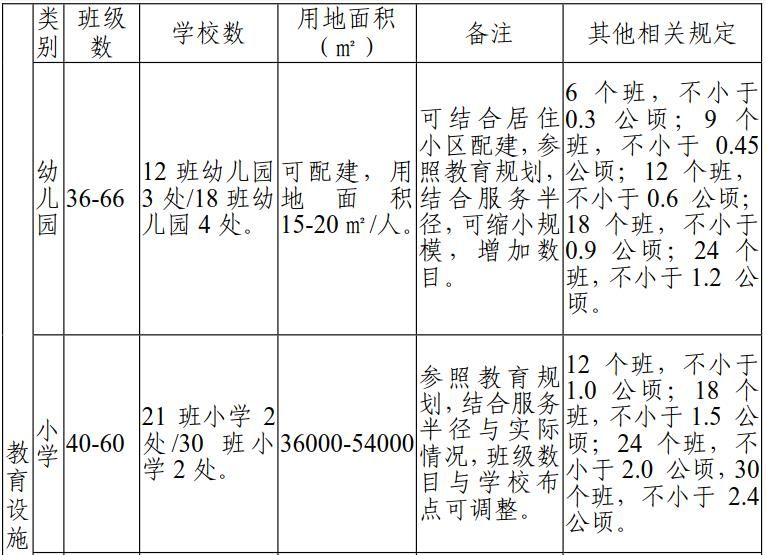 类别
班级数
学校数
用地面积
(㎡)
备注
其他相关规定
教育设施
幼儿园
36-66
12 班幼儿园
3 处/18 班幼
儿园 4 处。
可配建，用
地面积
15-20 ㎡/人。
可结合居住
小区配建，参
照教育规划，
结合服务半
径，可缩小规
模，增加数
目。
6 个班，不小于
0.3 公顷；9 个
班，不小于 0.45
公顷；12 个班，
不小于 0.6 公顷；
18 个班，不小于
0.9 公顷；24 个
班，不小于 1.2 公
顷。
小学
40-60
21 班小学 2
处/30 班小
学 2 处。
36000-54000
参照教育规
划，结合服务
半径与实际
情况，班级数
目与学校布
点可调整。
12 个班，不小于
1.0 公顷；18 个
班，不小于 1.5 公
顷；24 个班，不
小于 2.0 公顷，30
个班，不小于 2.4
公顷。